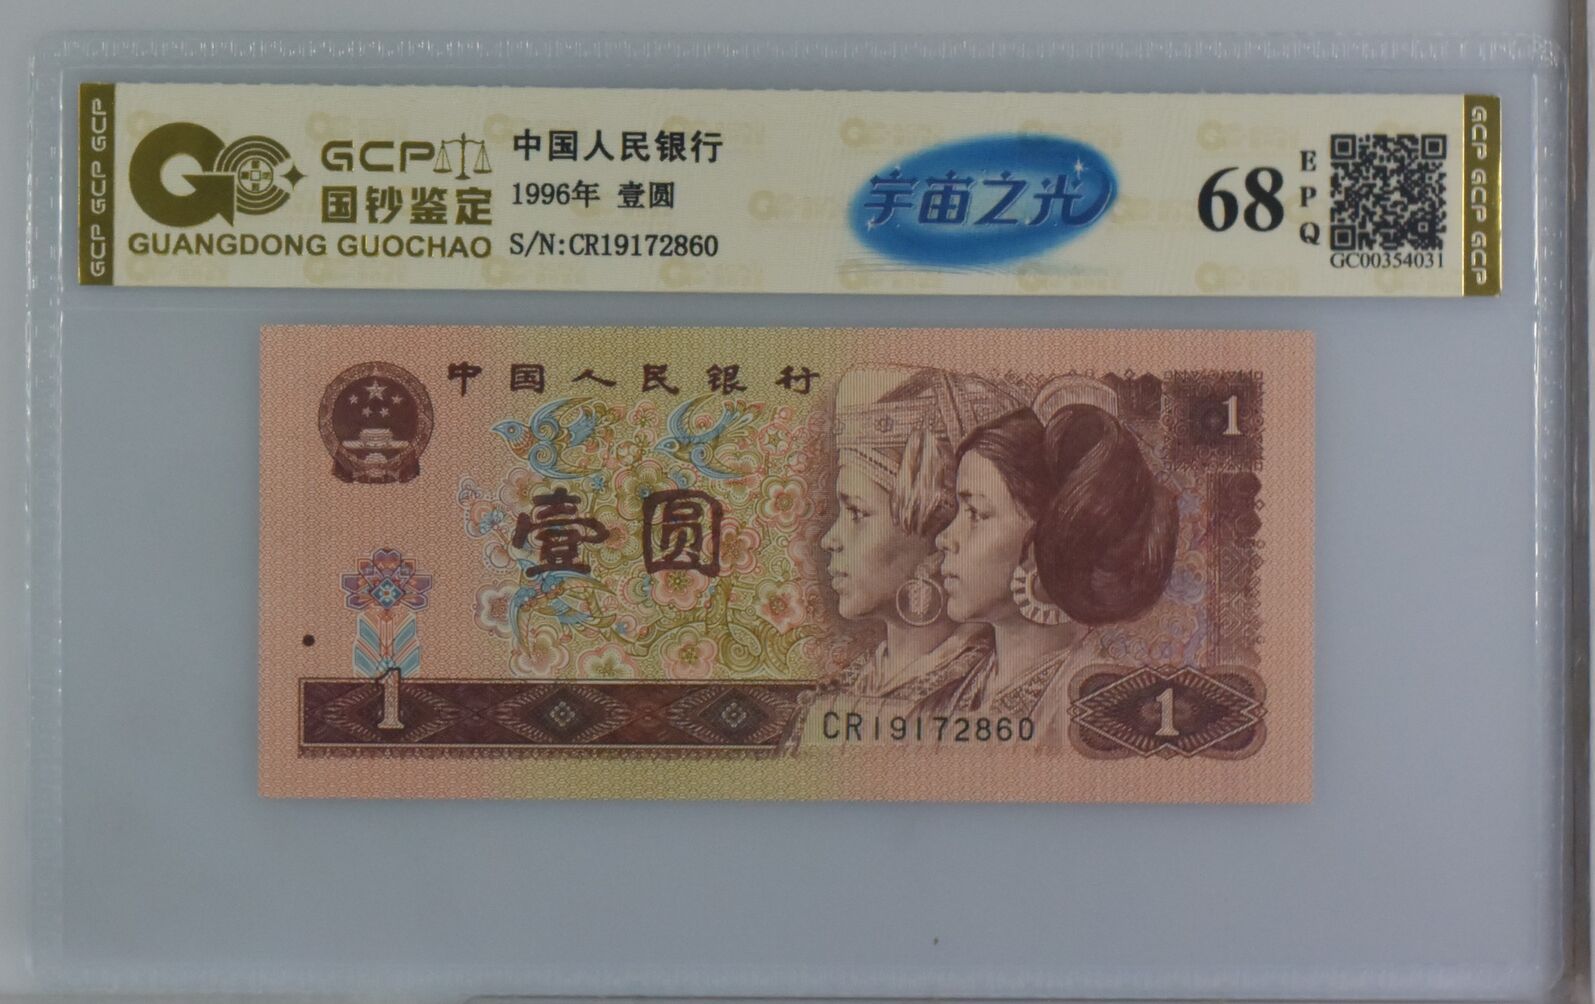 GCP GCP GCP
GCP
国钞鉴定
GUANGDONG GUOCHAO
中国人民银行
1996年 壹圆
S/N:CR19172860
宇宙之光
68
EPQ
GC00354031
GCP GCP GCP
中国人民银行
1
壹圆
1
CR19172860
1